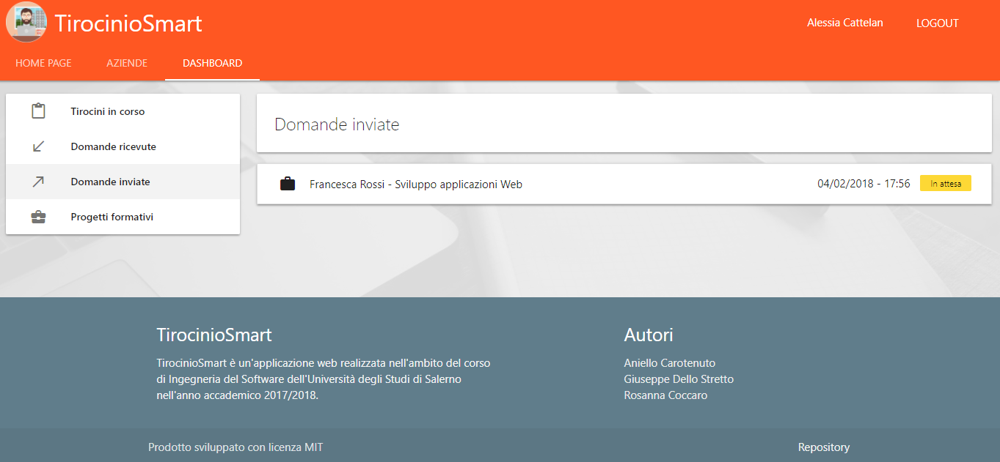 TirocinioSmart
Alessia Cattelan
LOGOUT
HOME PAGE
AZIENDE
DASHBOARD
Tirocini in corso
Domande ricevute
Domande inviate
Progetti formativi
Domande inviate
Francesca Rossi - Sviluppo applicazioni Web
04/02/2018 - 17:56
In attesa
TirocinioSmart
TirocinioSmart è un'applicazione web realizzata nell'ambito del corso
di Ingegneria del Software dell'Università degli Studi di Salerno
nell'anno accademico 2017/2018.
Autori
Aniello Carotenuto
Giuseppe Dello Stretto
Rosanna Coccaro
Prodotto sviluppato con licenza MIT
Repository